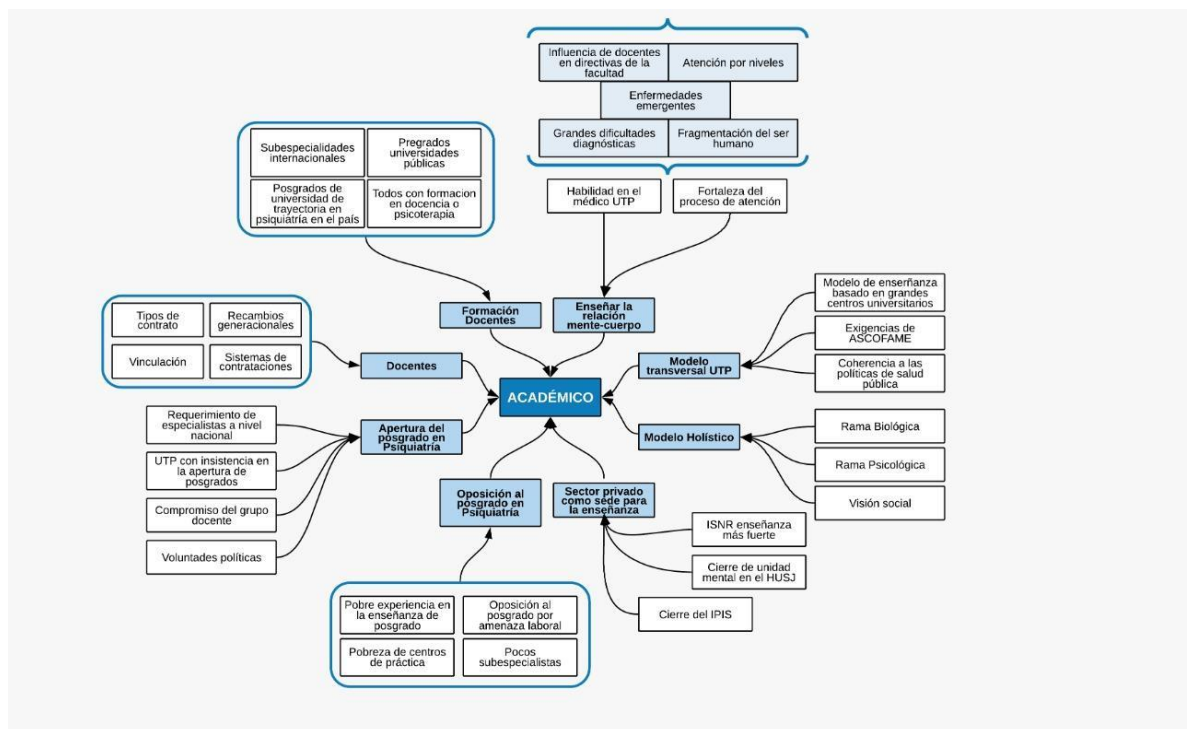 Influencia de docentes
en directivas de la
facultad
Atención por niveles
Enfermedades
emergentes
Grandes dificultades
diagnósticas
Fragmentación del ser
humano
Subespecialidades
internacionales
Pregrados
universidades
públicas
Posgrados de
universidad de
trayectoria en
psiquiatría en el país
Todos con formacion
en docencia o
psicoterapia
Habilidad en el
médico UTP
Fortaleza del
proceso de atención
Formación
Docentes
Enseñar la
relación
mente-cuerpo
Modelo de enseñanza
basado en grandes
centros universitarios
Exigencias de
ASCOFAME
Coherencia a las
políticas de salud
pública
Tipos de
contrato
Recambios
generacionales
Vinculación
Sistemas de
contrataciones
Docentes
Modelo
transversal UTP
ACADÉMICO
Requerimiento de
especialistas a nivel
nacional
UTP con insistencia en
la apertura de
posgrados
Compromiso del grupo
docente
Voluntades políticas
Apertura del
posgrado en
Psiquiatría
Modelo Holístico
Rama Biológica
Rama Psicológica
Visión social
Oposición al
posgrado en
Psiquiatría
Sector privado
como sede para
la enseñanza
ISNR enseñanza
más fuerte
Cierre de unidad
mental en el HUSJ
Cierre del IPIS
Pobre experiencia en
la enseñanza de
posgrado
Oposición al
posgrado por
amenaza laboral
Pobreza de centros
de práctica
Pocos
subespecialistas